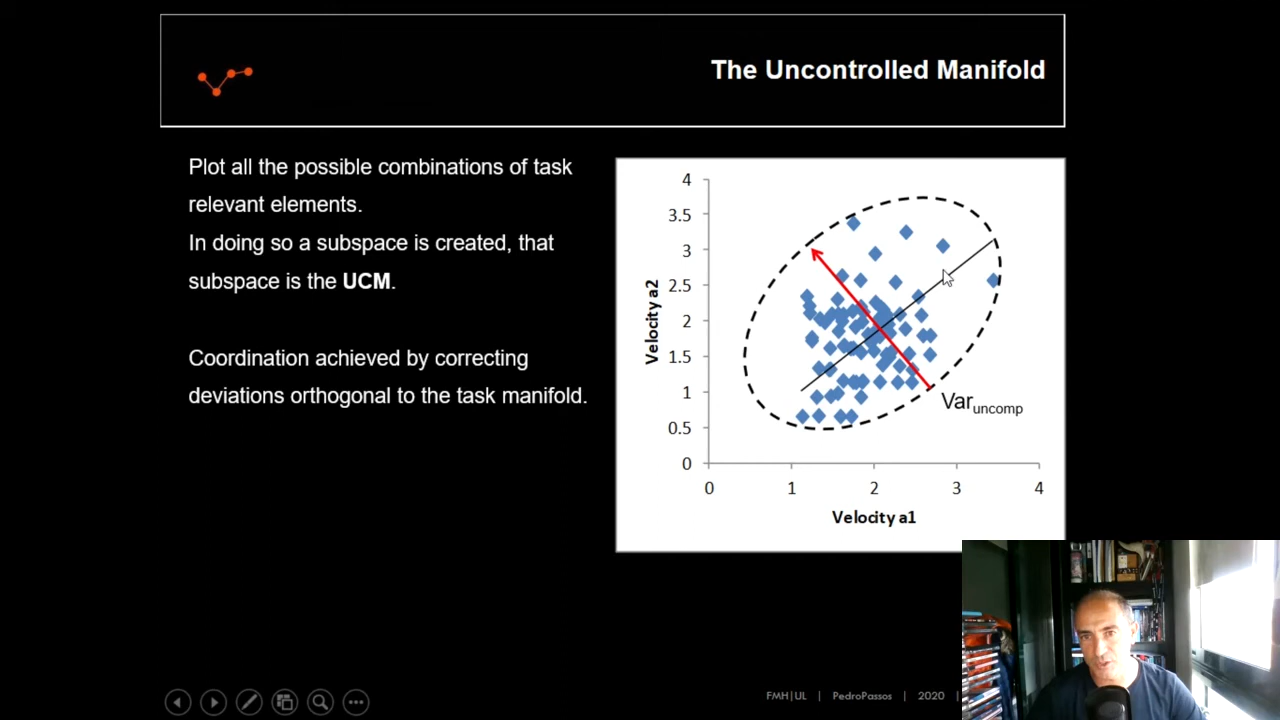 The Uncontrolled Manifold
Plot all the possible combinations of task
relevant elements.
In doing so a subspace is created, that
subspace is the UCM.
Coordination achieved by correcting
deviations orthogonal to the task manifold.
4
3.5
3
2.5
2
1.5
1
0.5
0
Velocity a2
0 1 2 3 4
Velocity a1
Varuncomp
FMH|UL | PedroPassos | 2020 |